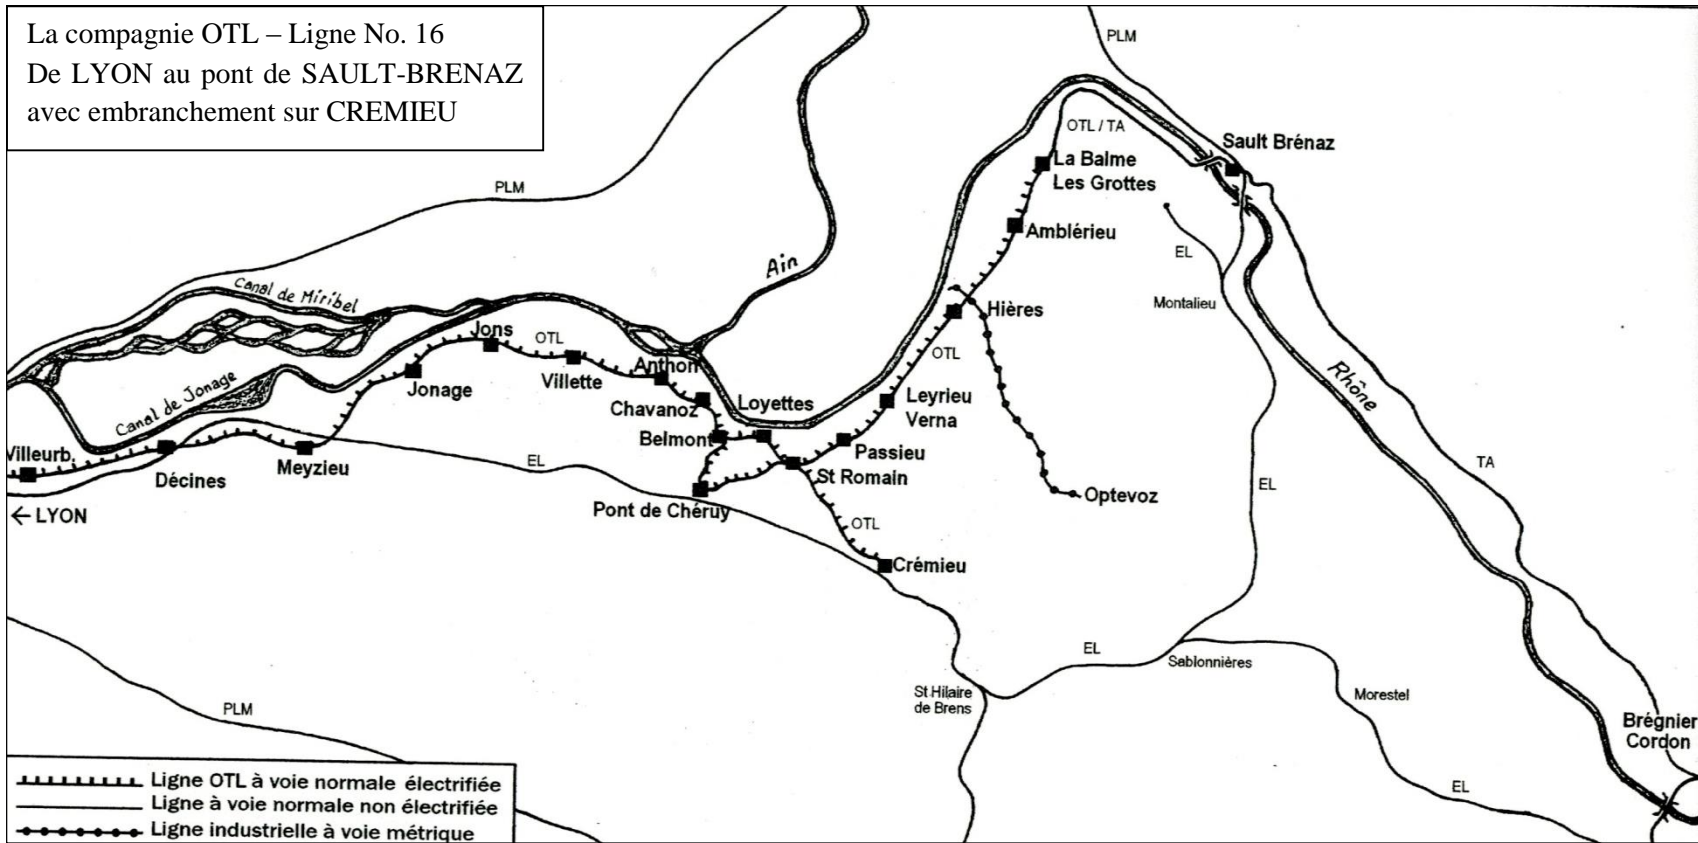 La compagnie OTL – Ligne No. 16
De LYON au pont de SAULT-BRENAZ
avec embranchement sur CREMIEU
PLM
PLM
OTL / TA
Sault Brénaz
La Balme
Les Grottes
Amblérieu
EL
Montalieu
Ain
Canal de Miribel
Hières
Jons
OTL
Villette
Anthon
OTL
Jonage
Canal de Jonage
Chavanoz
Loyettes
Leyrieu
Verna
Rhône
Belmont
Passieu
Villeurb.
Décines
Meyzieu
EL
St Romain
TA
EL
Optevoz
← LYON
Pont de Chéruy
OTL
Crémieu
EL
Sablonnières
St Hilaire
de Brens
Morestel
PLM
Brégnier
Cordon
EL
Ligne OTL à voie normale électrifiée
Ligne à voie normale non électrifiée
Ligne industrielle à voie métrique